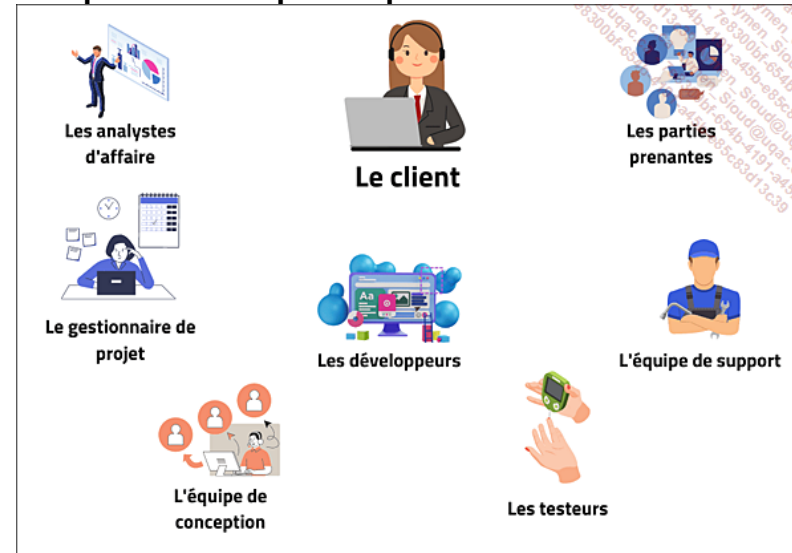 Les analystes
d'affaire
Le client
Les parties
prenantes
Le gestionnaire de
projet
Les développeurs
L'équipe de support
L'équipe de
conception
Les testeurs
Aa